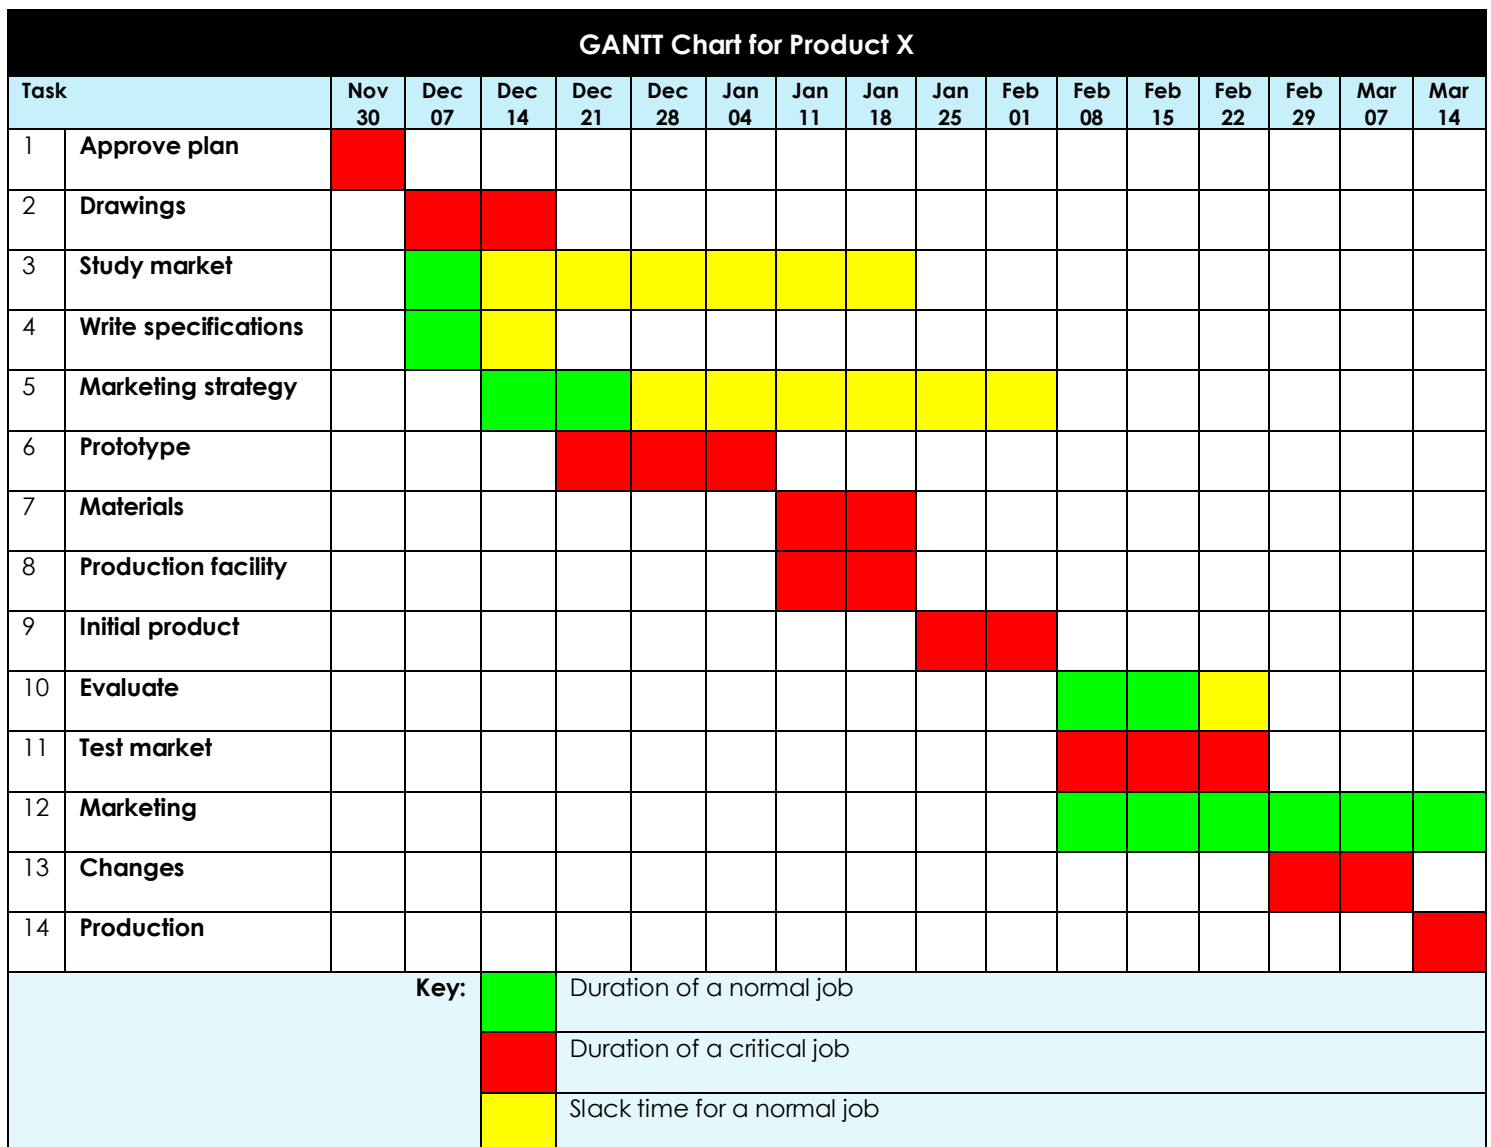 GANTT Chart for Product X
Task Nov 30 Dec 07 Dec 14 Dec 21 Dec 28 Jan 04 Jan 11 Jan 18 Jan 25 Feb 01 Feb 08 Feb 15 Feb 22 Feb 29 Mar 07 Mar 14
1 Approve plan
2 Drawings
3 Study market
4 Write specifications
5 Marketing strategy
6 Prototype
7 Materials
8 Production facility
9 Initial product
10 Evaluate
11 Test market
12 Marketing
13 Changes
14 Production
Key: Duration of a normal job
Duration of a critical job
Slack time for a normal job